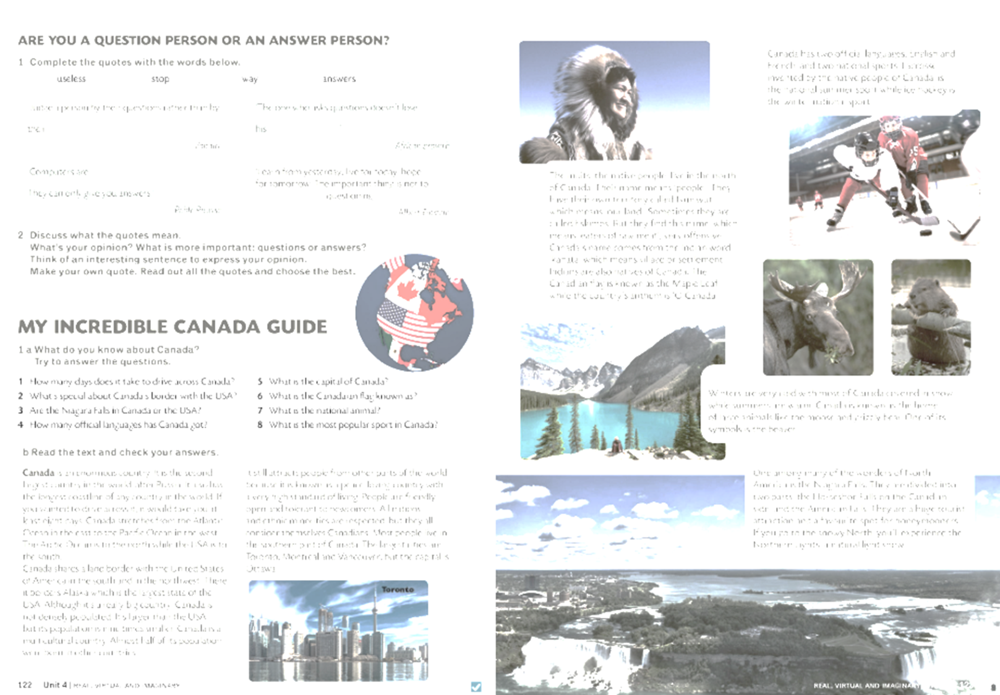 ARE YOU A QUESTION PERSON OR AN ANSWER PERSON?
1 Complete the quotes with the words below.
useless stop way answers
a person by their questions rather than by
their
The one who asks questions doesn't lose
his
Computers are
They can only give you answers.
Pablo Picasso
Learn from yesterday, live for today, hope
for tomorrow. The important thing is not to
questioning.
Albert Einstein
2 Discuss what the quotes mean.
What's your opinion? What is more important: questions or answers?
Think of an interesting sentence to express your opinion.
Make your own quote. Read out all the quotes and choose the best.
MY INCREDIBLE CANADA GUIDE
1 a What do you know about Canada?
Try to answer the questions.
1 How many days does it take to drive across Canada?
2 What's special about Canada's border with the USA?
3 Are the Niagara Falls in Canada or the USA?
4 How many official languages has Canada got?
5 What is the capital of Canada?
6 What is the Canadian flag known as?
7 What is the national animal?
8 What is the most popular sport in Canada?
b Read the text and check your answers.
Canada is an enormous country. It is the second
largest country in the world after Russia. It also has
the longest coastline of any country in the world. If
you wanted to drive across it, it would take you at
least eight days. Canada stretches from the Atlantic
Ocean in the east to the Pacific Ocean in the west.
The Arctic Ocean is to the north while the USA is to
the south.
Canada shares a land border with the United States
of America in the south and in the northwest. There
it borders Alaska which is the largest state of the
USA. Although it's a really big country, Canada is
not densely populated. It's larger than the USA
but its population is nine times smaller. Canada is a
multicultural country. Almost half of its population
were born in other countries.
It still attracts people from other parts of the world
because it is known as a peace-loving country with
a very high standard of living. People are friendly,
open and tolerant to newcomers. All nations
and ethnic minorities are respected, but they all
consider themselves Canadians. Most people live in
the southern part of Canada. The largest cities are
Toronto, Montreal and Vancouver, but the capital is
Ottawa.
Toronto
122 Unit 4 | REAL, VIRTUAL AND IMAGINARY
The Inuits, the native people, live in the north
of Canada. Their name means 'people'. They
have their own territory called Nunavut
which means 'our land'. Sometimes they are
called Eskimos. But they find this name, which
means 'eaters of raw meat', very offensive.
Canada's name comes from the Indian word
'kanata' which means village or settlement.
Indians are also natives of Canada. The
Canadian flag is known as the Maple Leaf
while the country's anthem is 'O Canada'.
Canada has two official languages, English and
French, and two national sports. Lacrosse,
invented by the native people of Canada, is
the national summer sport while ice hockey is
the winter national sport.
Winters are very cold with most of Canada covered in snow
while summers are warm. Canada is known as the home
of large animals like the moose and grizzly bear. One of its
symbols is the beaver.
One among many of the wonders of North
America is the Niagara Falls. They are divided into
two parts: the Horseshoe Falls on the Canadian
side and the American Falls. They are a huge tourist
attraction and a favourite spot for honeymooners.
If you go to the snowy North, you'll experience the
Northern Lights, a natural light show.
REAL, VIRTUAL AND IMAGINARY